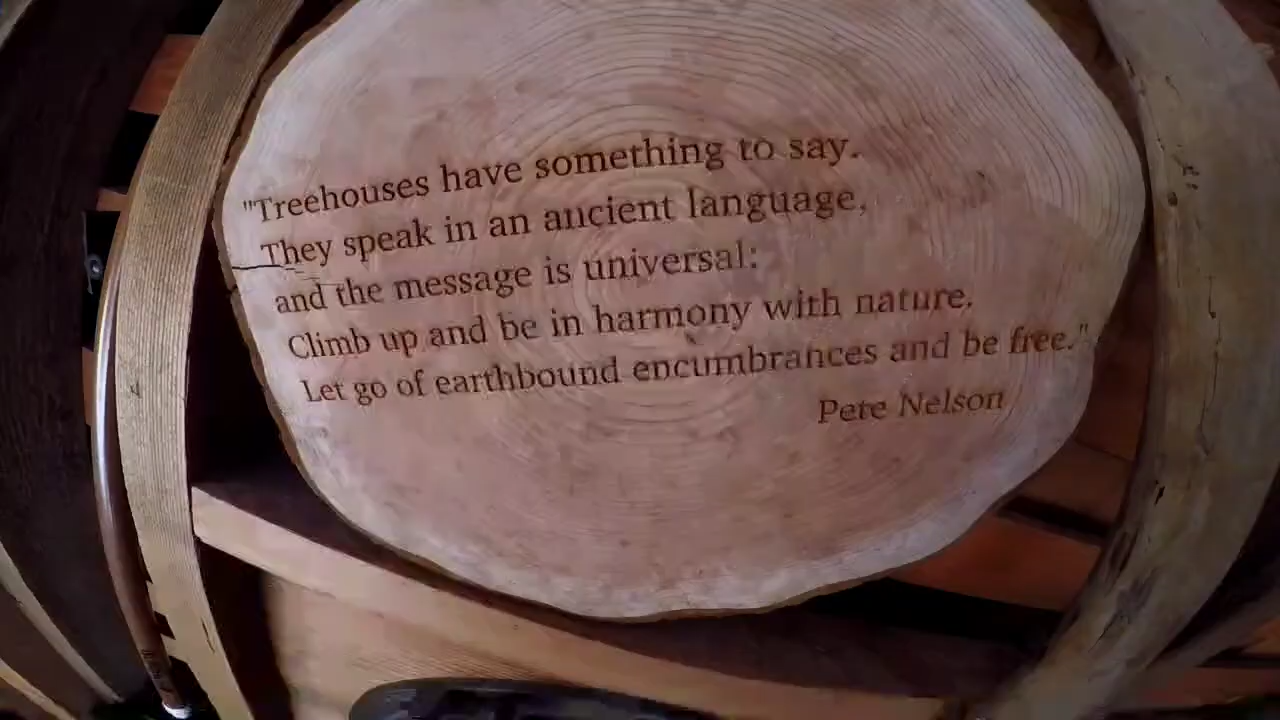 "Treehouses have something to say.
They speak in an ancient language,
and the message is universal:
Climb up and be in harmony with nature.
Let go of earthbound encumbrances and be free."
Pete Nelson